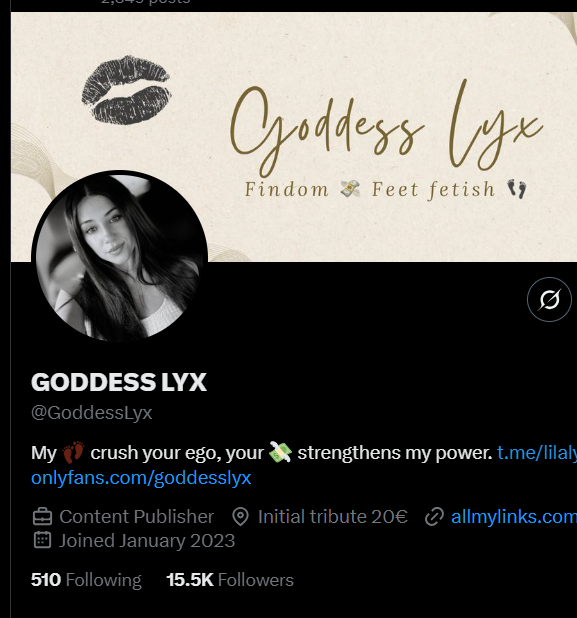 Goddess Lyx
Findom 💸 Feet fetish 👣
GODDESS LYX
@GoddessLyx
My 👣 crush your ego, your 💸 strengthens my power. t.me/lilaly
onlyfans.com/goddesslyx
Content Publisher Initial tribute 20€ allmylinks.com
Joined January 2023
510 Following 15.5K Followers